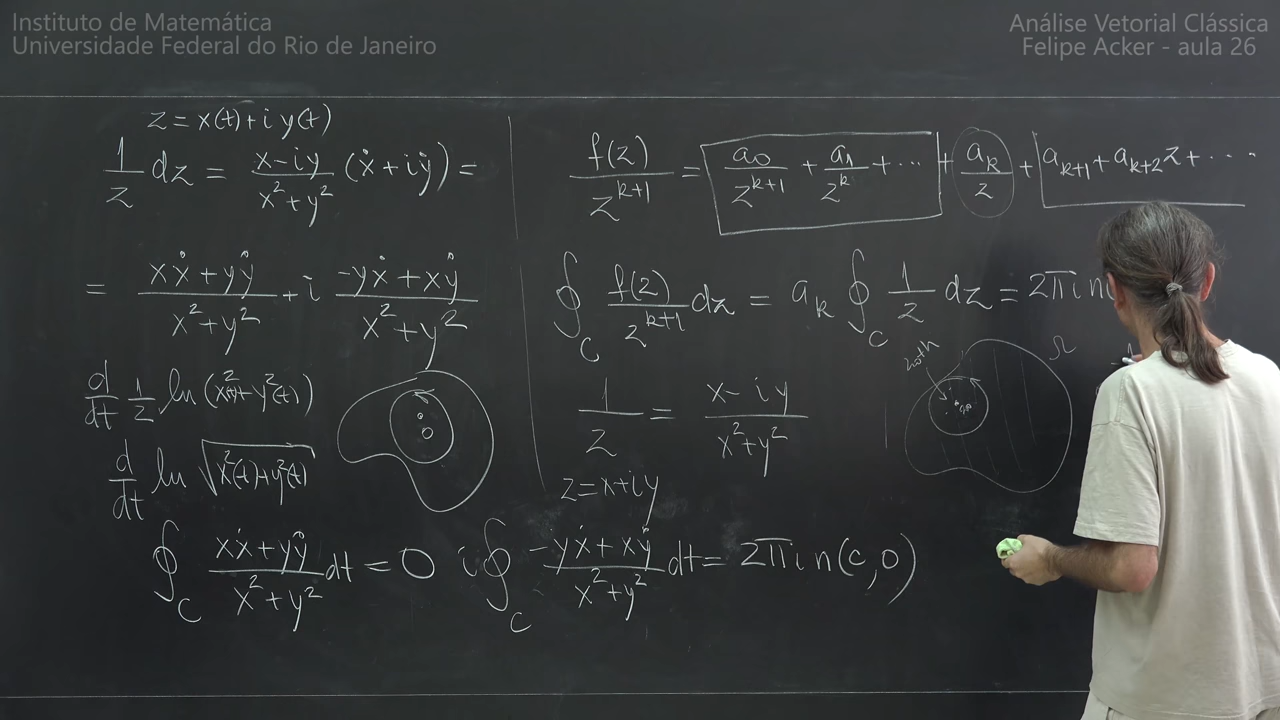 Instituto de Matemática
Universidade Federal do Rio de Janeiro
Análise Vetorial Clássica
Felipe Acker - aula 26
z = x(t) + i y(t)
1/z dz = (x - iy)/(x² + y²) (ẋ + iẏ) =
= (xẋ + yẏ)/(x² + y²) + i (-yẋ + xẏ)/(x² + y²)
d/dt 1/2 ln(x²(t) + y²(t))
d/dt ln √(x²(t) + y²(t))
0
∮_C (xẋ + yẏ)/(x² + y²) dt = 0 i∮_C (-yẋ + xẏ)/(x² + y²) dt = 2πi n(C,0)
f(z)/z^(k+1) = a₀/z^(k+1) + a₁/z^k + ⋯ + a_k/z + a_(k+1) + a_(k+2) z + ⋯
∮_C f(z)/z^(k+1) dz = a_k ∮_C 1/z dz = 2πi n
1/z = (x - iy)/(x² + y²)
z = x + iy
Ω